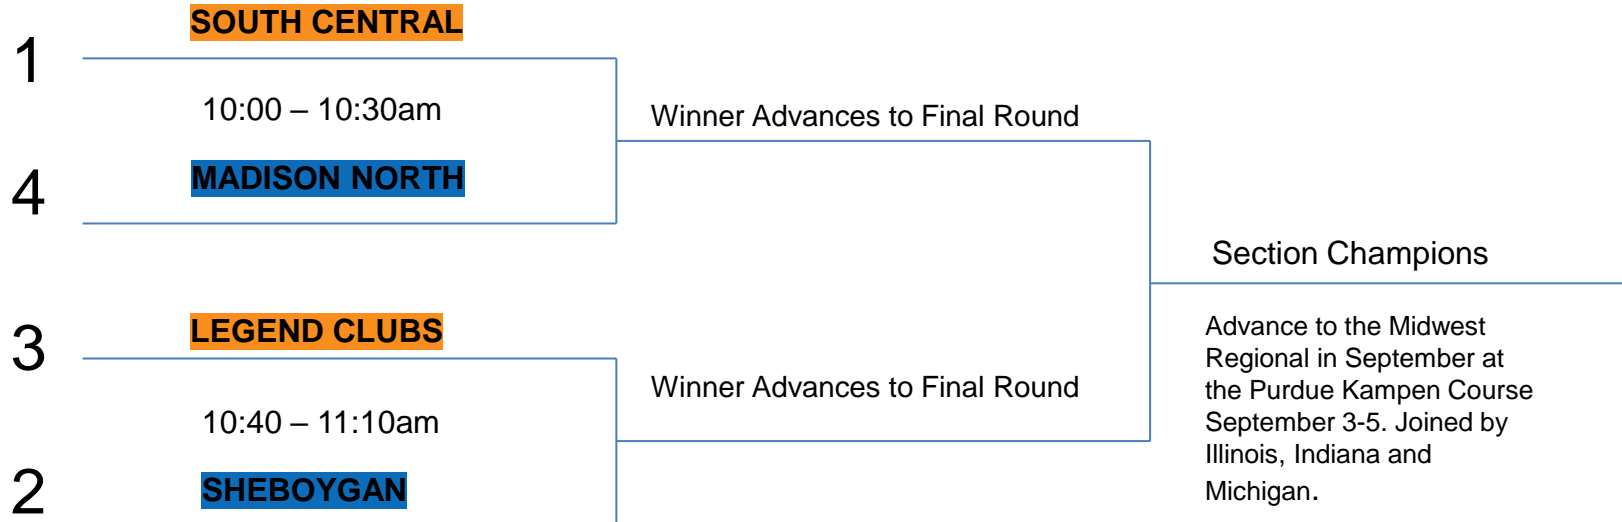 SOUTH CENTRAL
1
10:00 – 10:30am
Winner Advances to Final Round
MADISON NORTH
4
Section Champions
LEGEND CLUBS
3
Advance to the Midwest
Regional in September at
the Purdue Kampen Course
September 3-5. Joined by
Illinois, Indiana and
Michigan.
Winner Advances to Final Round
10:40 – 11:10am
SHEBOYGAN
2